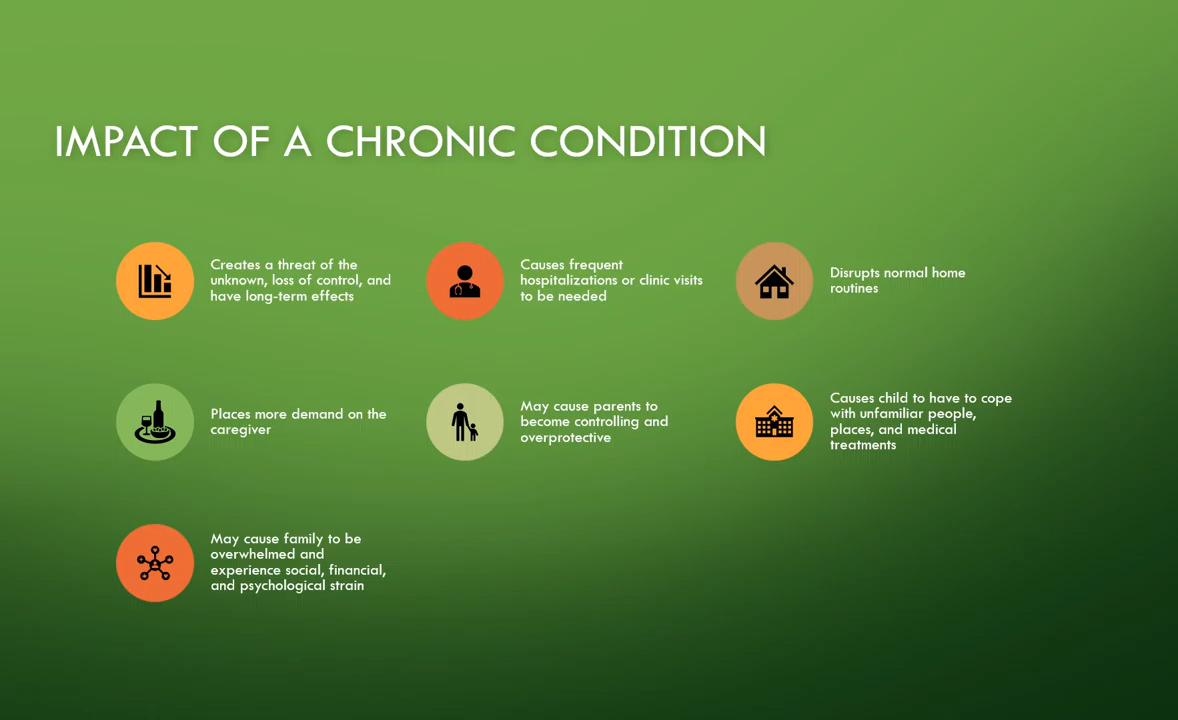 IMPACT OF A CHRONIC CONDITION
Creates a threat of the
unknown, loss of control, and
have long-term effects
Causes frequent
hospitalizations or clinic visits
to be needed
Disrupts normal home
routines
Places more demand on the
caregiver
May cause parents to
become controlling and
overprotective
Causes child to have to cope
with unfamiliar people,
places, and medical
treatments
May cause family to be
overwhelmed and
experience social, financial,
and psychological strain